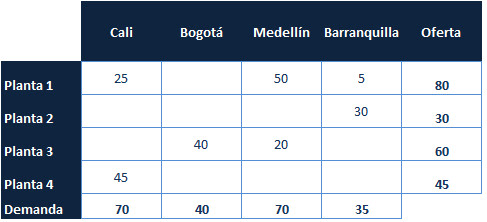 Cali Bogotá Medellín Barranquilla Oferta
Planta 1 25 50 5 80
Planta 2 30 30
Planta 3 40 20 60
Planta 4 45 45
Demanda 70 40 70 35